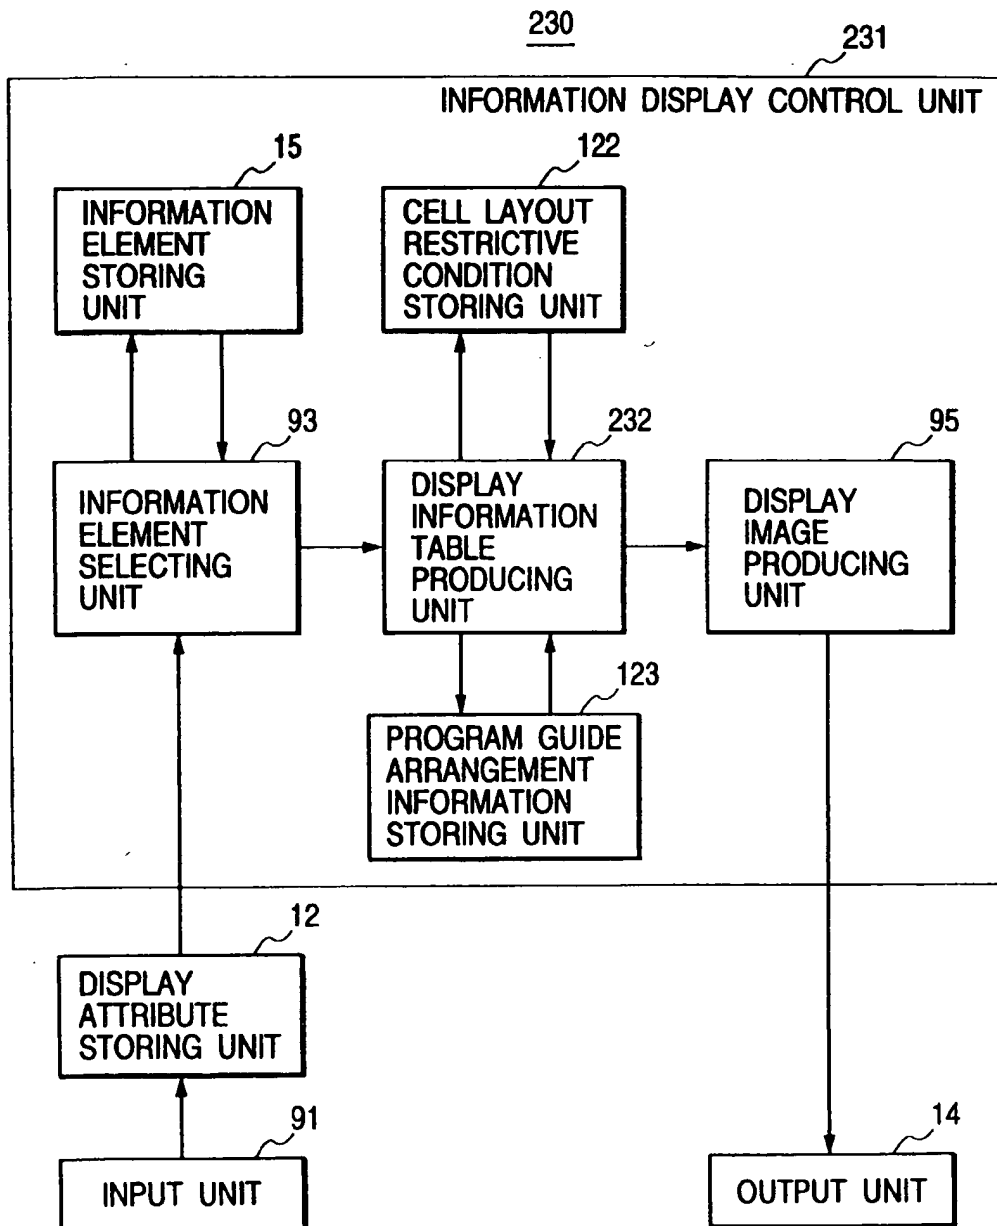 230
231
INFORMATION DISPLAY CONTROL UNIT
15
INFORMATION
ELEMENT
STORING
UNIT
122
CELL LAYOUT
RESTRICTIVE
CONDITION
STORING UNIT
93
INFORMATION
ELEMENT
SELECTING
UNIT
232
DISPLAY
INFORMATION
TABLE
PRODUCING
UNIT
95
DISPLAY
IMAGE
PRODUCING
UNIT
123
PROGRAM GUIDE
ARRANGEMENT
INFORMATION
STORING UNIT
12
DISPLAY
ATTRIBUTE
STORING UNIT
91
INPUT UNIT
14
OUTPUT UNIT